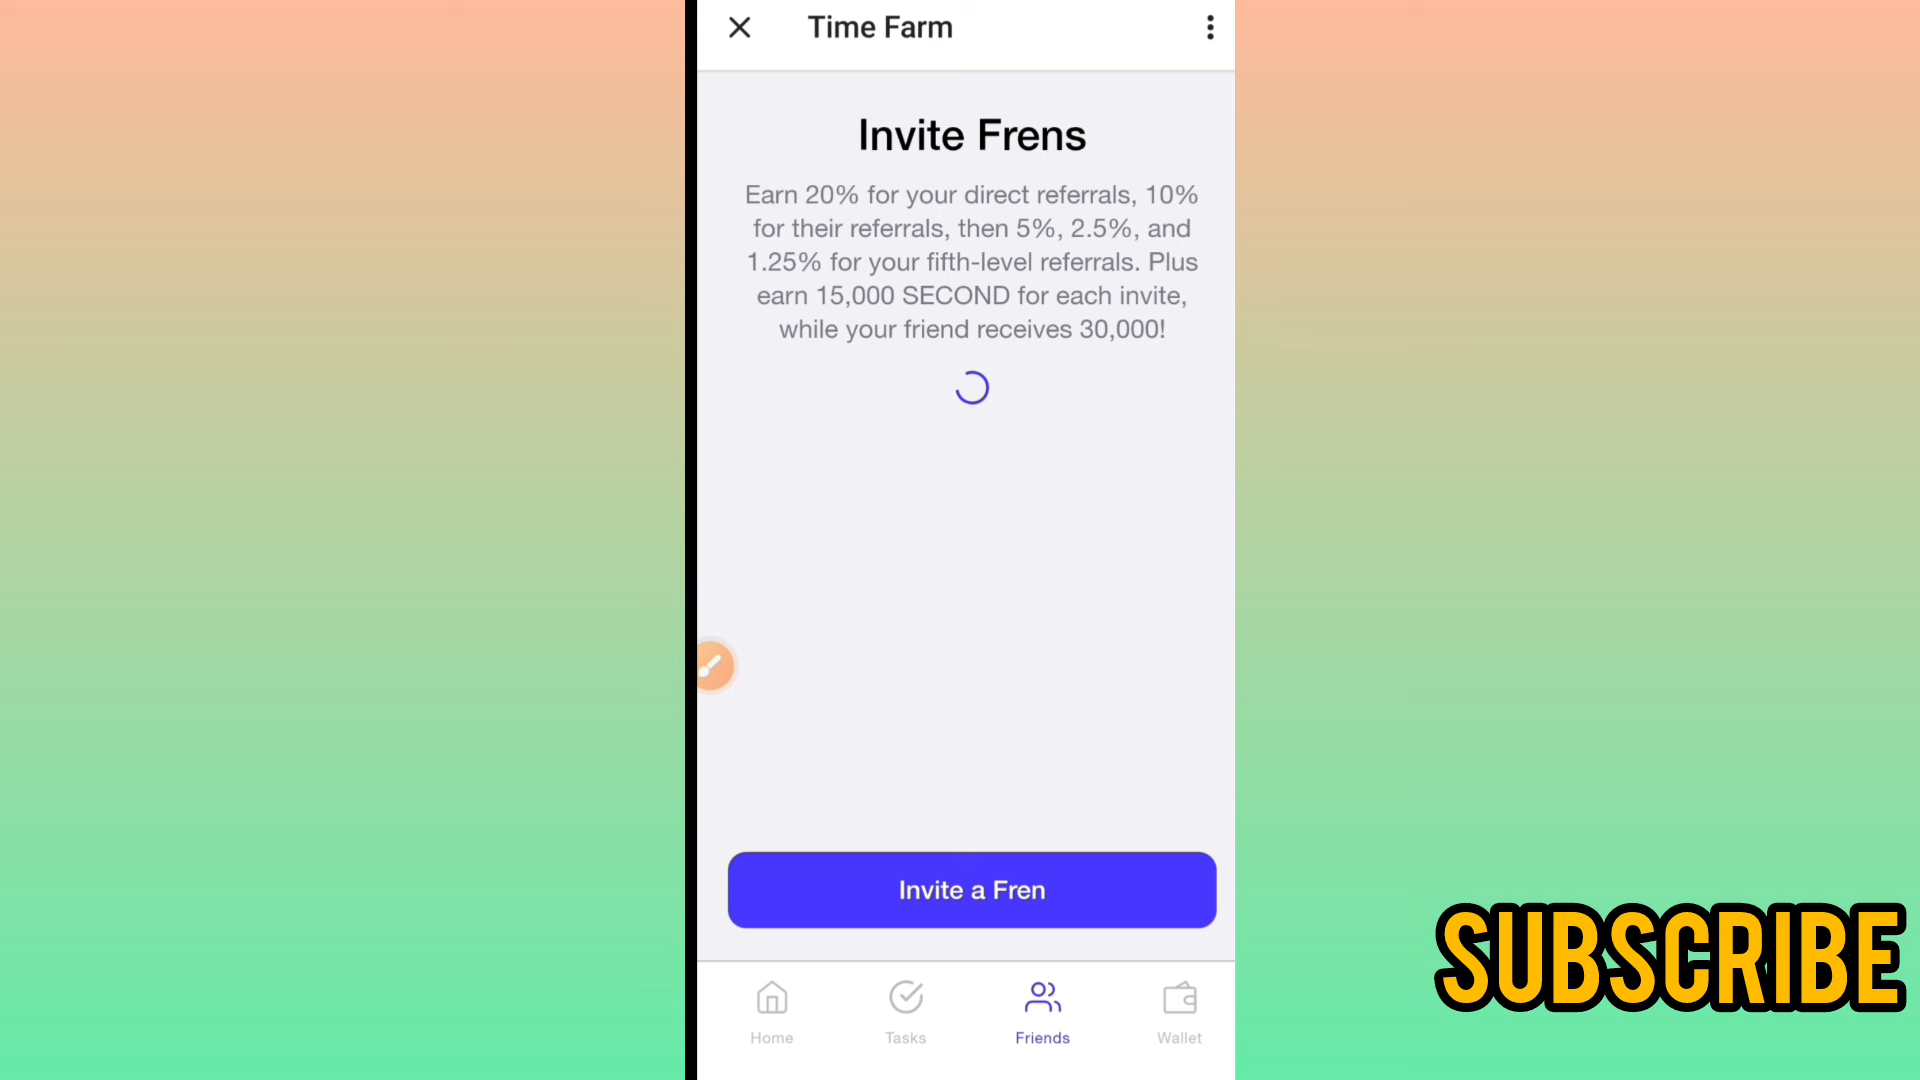 Time Farm
Invite Frens
Earn 20% for your direct referrals, 10%
for their referrals, then 5%, 2.5%, and
1.25% for your fifth-level referrals. Plus
earn 15,000 SECOND for each invite,
while your friend receives 30,000!
Invite a Fren
SUBSCRIBE
Home
Tasks
Friends
Wallet